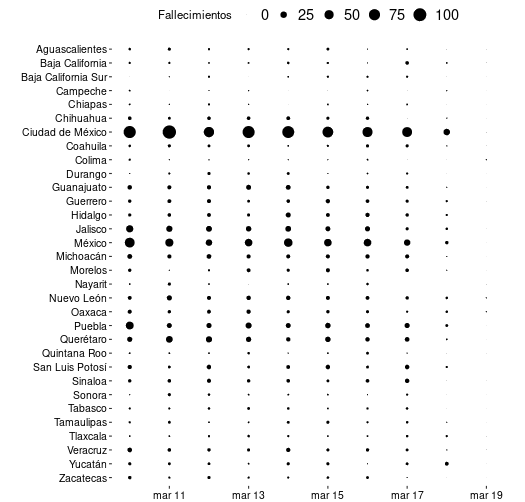 Fallecimientos 0 25 50 75 100
Aguascalientes
Baja California
Baja California Sur
Campeche
Chiapas
Chihuahua
Ciudad de México
Coahuila
Colima
Durango
Guanajuato
Guerrero
Hidalgo
Jalisco
México
Michoacán
Morelos
Nayarit
Nuevo León
Oaxaca
Puebla
Querétaro
Quintana Roo
San Luis Potosí
Sinaloa
Sonora
Tabasco
Tamaulipas
Tlaxcala
Veracruz
Yucatán
Zacatecas
mar 11 mar 13 mar 15 mar 17 mar 19